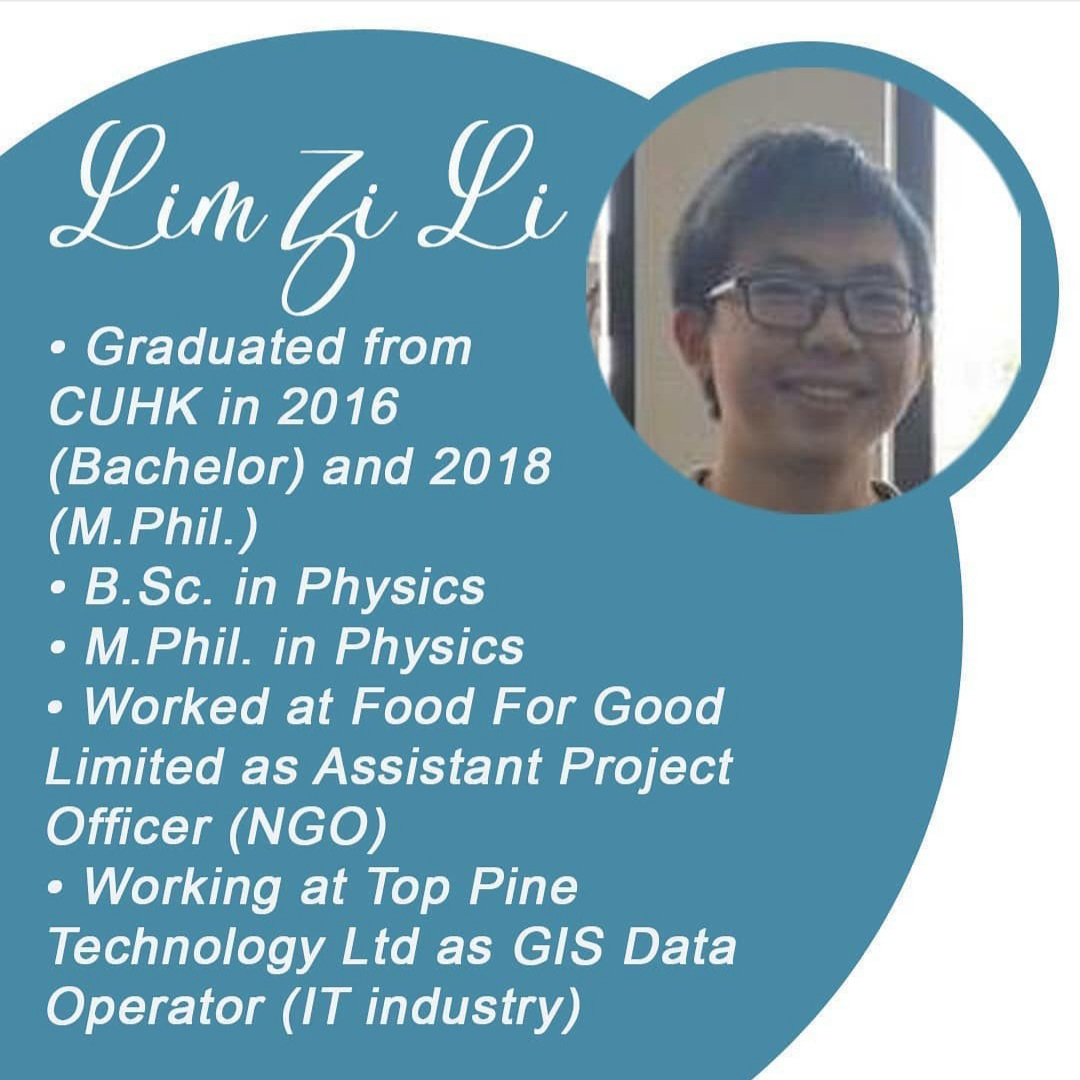 Lim Zi Li
• Graduated from
CUHK in 2016
(Bachelor) and 2018
(M.Phil.)
• B.Sc. in Physics
• M.Phil. in Physics
• Worked at Food For Good
Limited as Assistant Project
Officer (NGO)
• Working at Top Pine
Technology Ltd as GIS Data
Operator (IT industry)